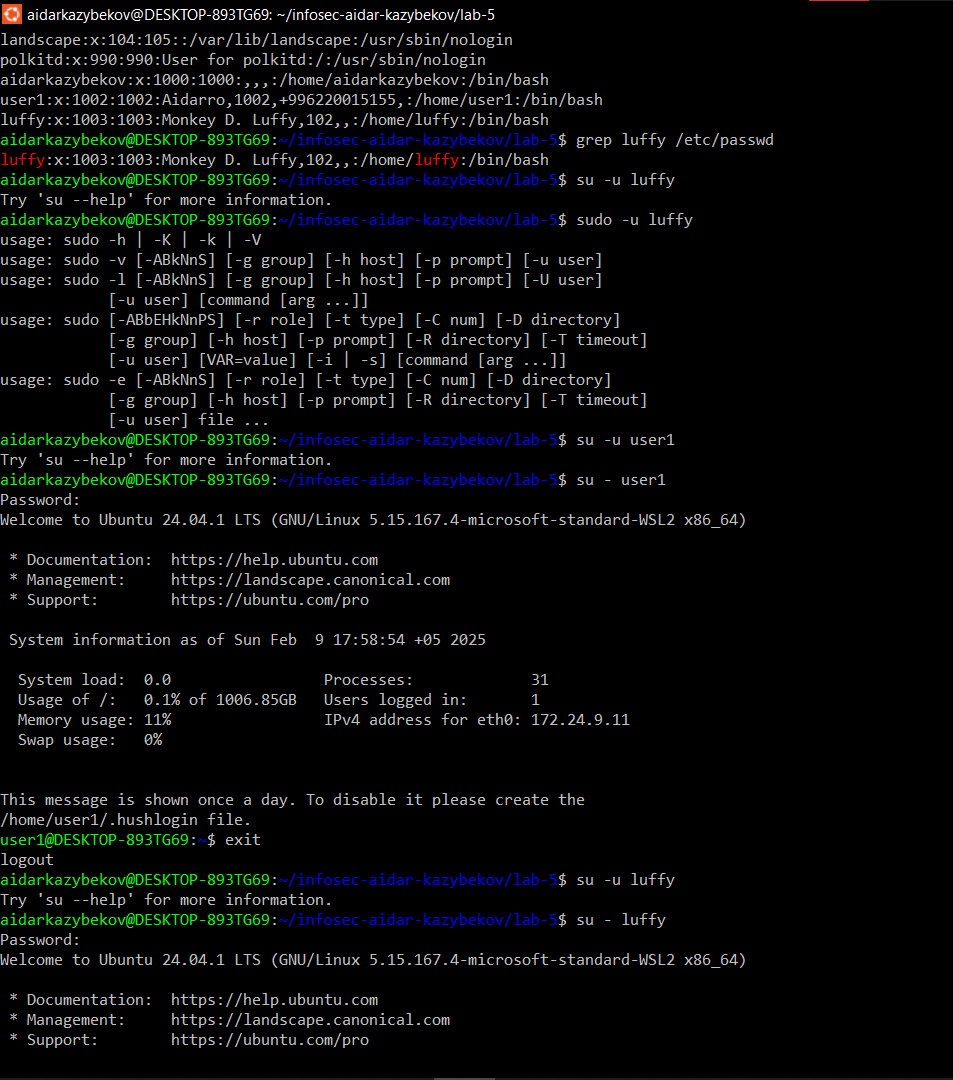 aidarkazybekov@DESKTOP-893TG69: ~/infosec-aidar-kazybekov/lab-5
landscape:x:104:105::/var/lib/landscape:/usr/sbin/nologin
polkitd:x:990:990:User for polkitd:/:/usr/sbin/nologin
aidarkazybekov:x:1000:1000:,,,:/home/aidarkazybekov:/bin/bash
user1:x:1002:1002:Aidarro,1002,+996220015155,:/home/user1:/bin/bash
luffy:x:1003:1003:Monkey D. Luffy,102,,:/home/luffy:/bin/bash
aidarkazybekov@DESKTOP-893TG69:~/infosec-aidar-kazybekov/lab-5$ grep luffy /etc/passwd
luffy:x:1003:1003:Monkey D. Luffy,102,,:/home/luffy:/bin/bash
aidarkazybekov@DESKTOP-893TG69:~/infosec-aidar-kazybekov/lab-5$ su -u luffy
Try 'su --help' for more information.
aidarkazybekov@DESKTOP-893TG69:~/infosec-aidar-kazybekov/lab-5$ sudo -u luffy
usage: sudo -h | -K | -k | -V
usage: sudo -v [-ABkNnS] [-g group] [-h host] [-p prompt] [-u user]
usage: sudo -l [-ABkNnS] [-g group] [-h host] [-p prompt] [-U user]
            [-u user] [command [arg ...]]
usage: sudo [-ABbEHkNnPS] [-r role] [-t type] [-C num] [-D directory]
            [-g group] [-h host] [-p prompt] [-R directory] [-T timeout]
            [-u user] [VAR=value] [-i | -s] [command [arg ...]]
usage: sudo -e [-ABkNnS] [-r role] [-t type] [-C num] [-D directory]
            [-g group] [-h host] [-p prompt] [-R directory] [-T timeout]
            [-u user] file ...
aidarkazybekov@DESKTOP-893TG69:~/infosec-aidar-kazybekov/lab-5$ su -u user1
Try 'su --help' for more information.
aidarkazybekov@DESKTOP-893TG69:~/infosec-aidar-kazybekov/lab-5$ su - user1
Password:
Welcome to Ubuntu 24.04.1 LTS (GNU/Linux 5.15.167.4-microsoft-standard-WSL2 x86_64)
 * Documentation:  https://help.ubuntu.com
 * Management:     https://landscape.canonical.com
 * Support:        https://ubuntu.com/pro
 System information as of Sun Feb  9 17:58:54 +05 2025
  System load:  0.0                 Processes:             31
  Usage of /:   0.1% of 1006.85GB   Users logged in:       1
  Memory usage: 11%                 IPv4 address for eth0: 172.24.9.11
  Swap usage:   0%
This message is shown once a day. To disable it please create the
/home/user1/.hushlogin file.
user1@DESKTOP-893TG69:~$ exit
logout
aidarkazybekov@DESKTOP-893TG69:~/infosec-aidar-kazybekov/lab-5$ su -u luffy
Try 'su --help' for more information.
aidarkazybekov@DESKTOP-893TG69:~/infosec-aidar-kazybekov/lab-5$ su - luffy
Password:
Welcome to Ubuntu 24.04.1 LTS (GNU/Linux 5.15.167.4-microsoft-standard-WSL2 x86_64)
 * Documentation:  https://help.ubuntu.com
 * Management:     https://landscape.canonical.com
 * Support:        https://ubuntu.com/pro